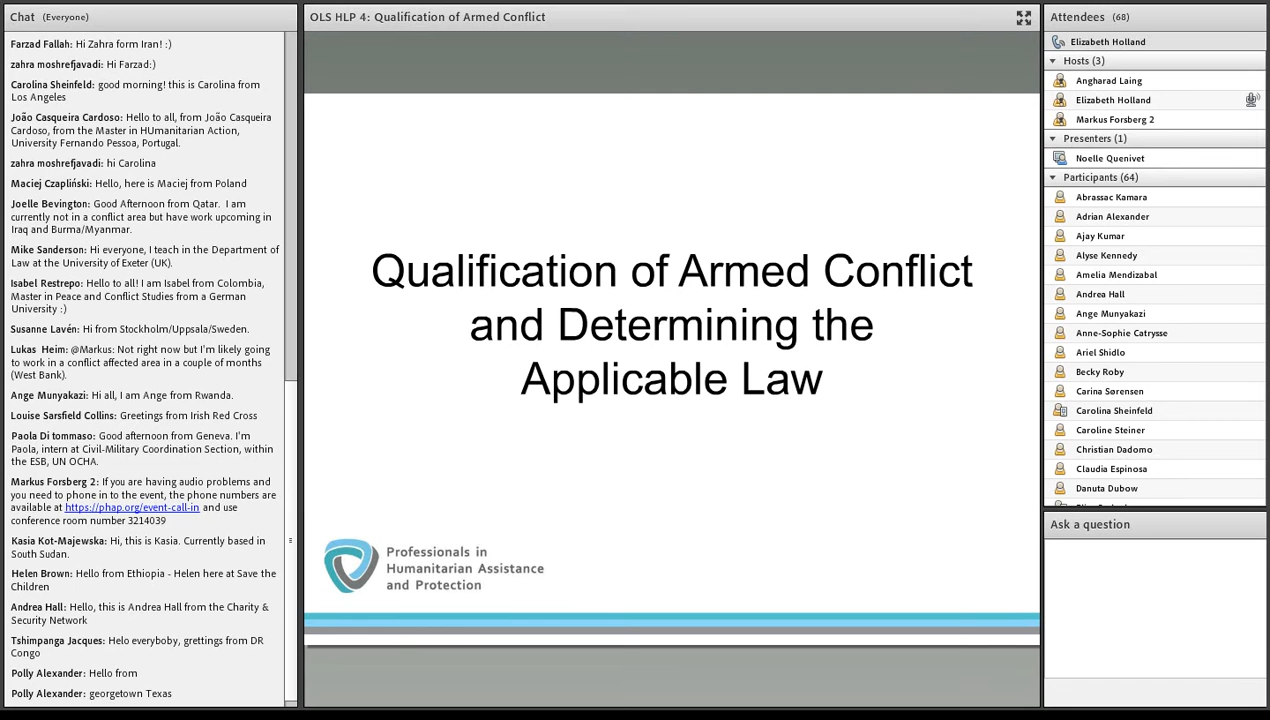 Chat (Everyone)
Farzad Fallah: Hi Zahra form Iran! :)
zahra moshrefjavadi: Hi Farzad:)
Carolina Sheinfeld: good morning! this is Carolina from
Los Angeles
João Casqueira Cardoso: Hello to all, from João Casqueira
Cardoso, from the Master in HUmanitarian Action,
University Fernando Pessoa, Portugal.
zahra moshrefjavadi: hi Carolina
Maciej Czapliński: Hello, here is Maciej from Poland
Joelle Bevington: Good Afternoon from Qatar. I am
currently not in a conflict area but have work upcoming in
Iraq and Burma/Myanmar.
Mike Sanderson: Hi everyone, I teach in the Department of
Law at the University of Exeter (UK).
Isabel Restrepo: Hello to all! I am Isabel from Colombia,
Master in Peace and Conflict Studies from a German
University :)
Susanne Lavén: Hi from Stockholm/Uppsala/Sweden.
Lukas Heim: @Markus: Not right now but I'm likely going
to work in a conflict affected area in a couple of months
(West Bank).
Ange Munyakazi: Hi all, I am Ange from Rwanda.
Louise Sarsfield Collins: Greetings from Irish Red Cross
Paola Di tommaso: Good afternoon from Geneva. I'm
Paola, intern at Civil-Military Coordination Section, within
the ESB, UN OCHA.
Markus Forsberg 2: If you are having audio problems and
you need to phone in to the event, the phone numbers are
available at https://phap.org/event-call-in and use
conference room number 3214039
Kasia Kot-Majewska: Hi, this is Kasia. Currently based in
South Sudan.
Helen Brown: Hello from Ethiopia - Helen here at Save the
Children
Andrea Hall: Hello, this is Andrea Hall from the Charity &
Security Network
Tshimpanga Jacques: Helo everyboby, grettings from DR
Congo
Polly Alexander: Hello from
Polly Alexander: georgetown Texas
OLS HLP 4: Qualification of Armed Conflict
Qualification of Armed Conflict
and Determining the
Applicable Law
Professionals in
Humanitarian Assistance
and Protection
Attendees (68)
Elizabeth Holland
Hosts (3)
Angharad Laing
Elizabeth Holland
Markus Forsberg 2
Presenters (1)
Noelle Quenivet
Participants (64)
Abrassac Kamara
Adrian Alexander
Ajay Kumar
Alyse Kennedy
Amelia Mendizabal
Andrea Hall
Ange Munyakazi
Anne-Sophie Catrysse
Ariel Shidlo
Becky Roby
Carina Sørensen
Carolina Sheinfeld
Caroline Steiner
Christian Dadomo
Claudia Espinosa
Danuta Dubow
Ask a question